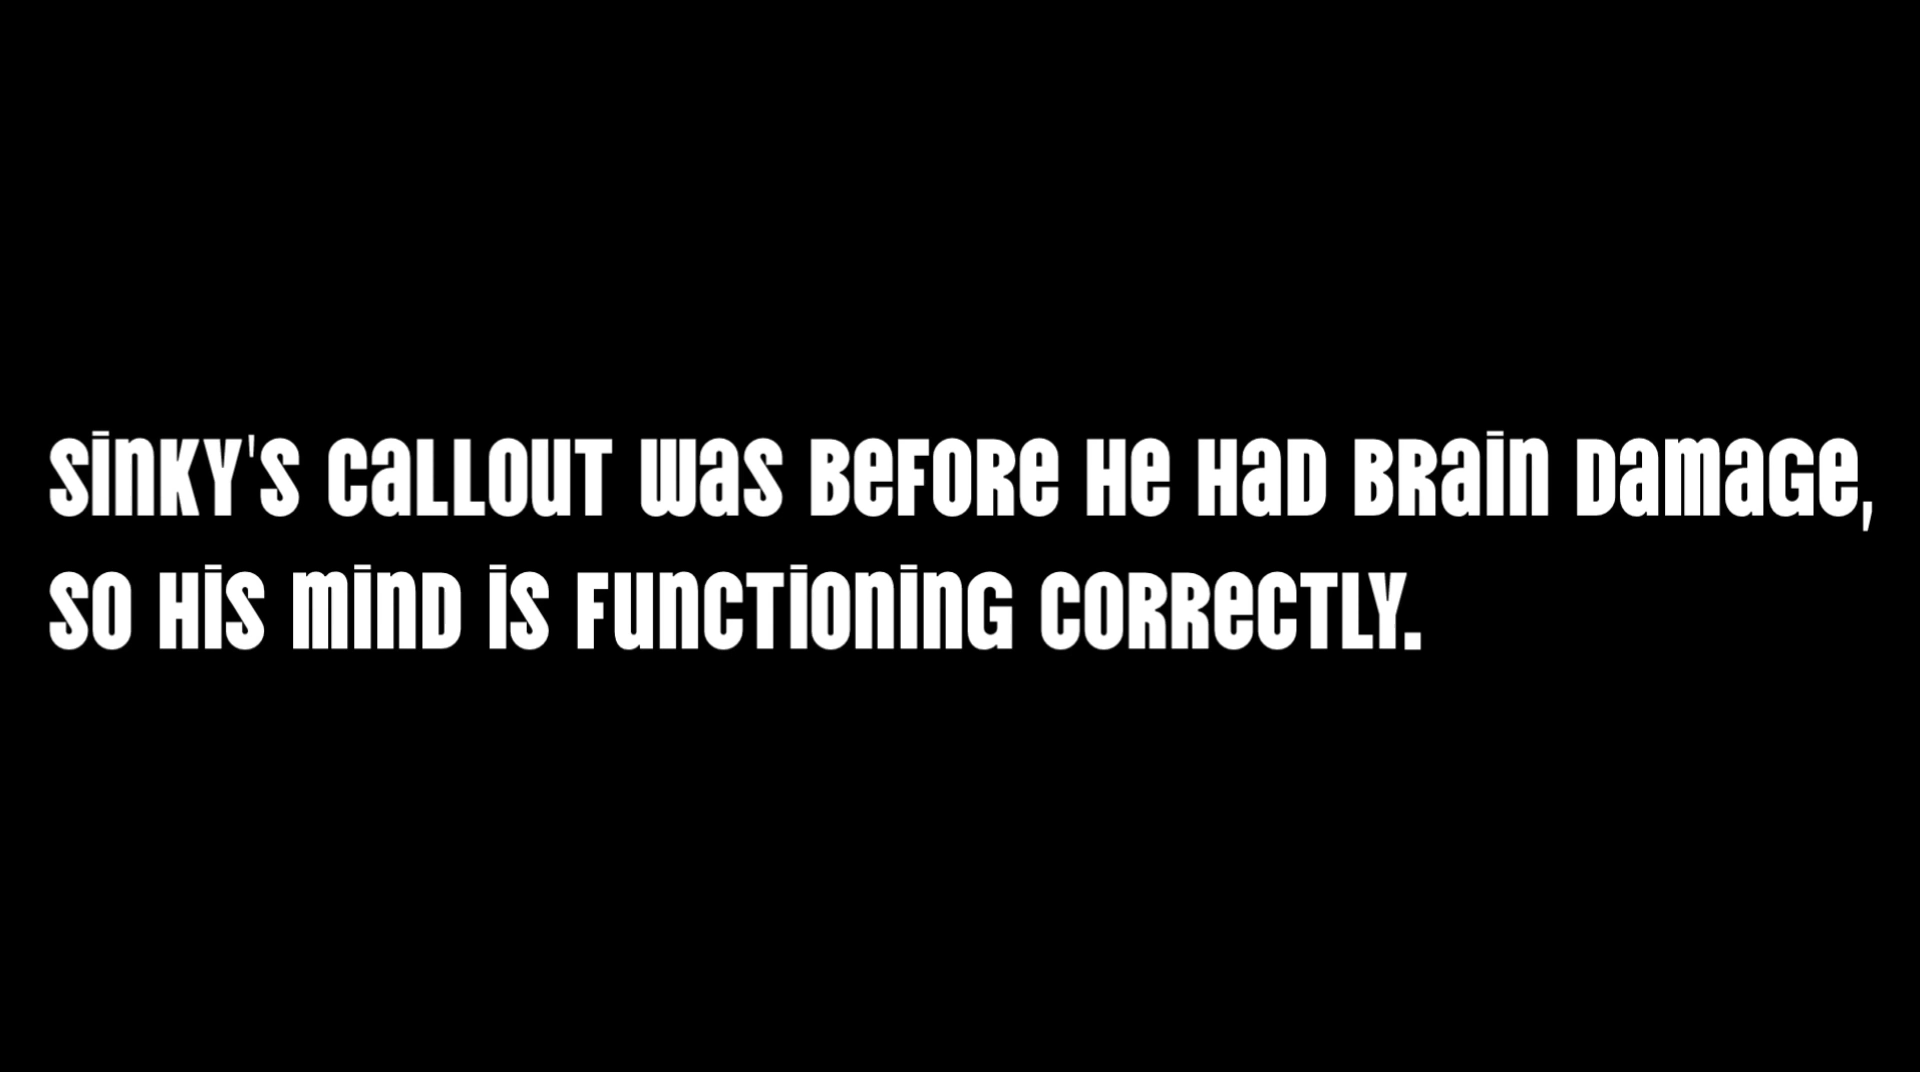 Sinky's callout was before he had brain damage,
so his mind is functioning correctly.